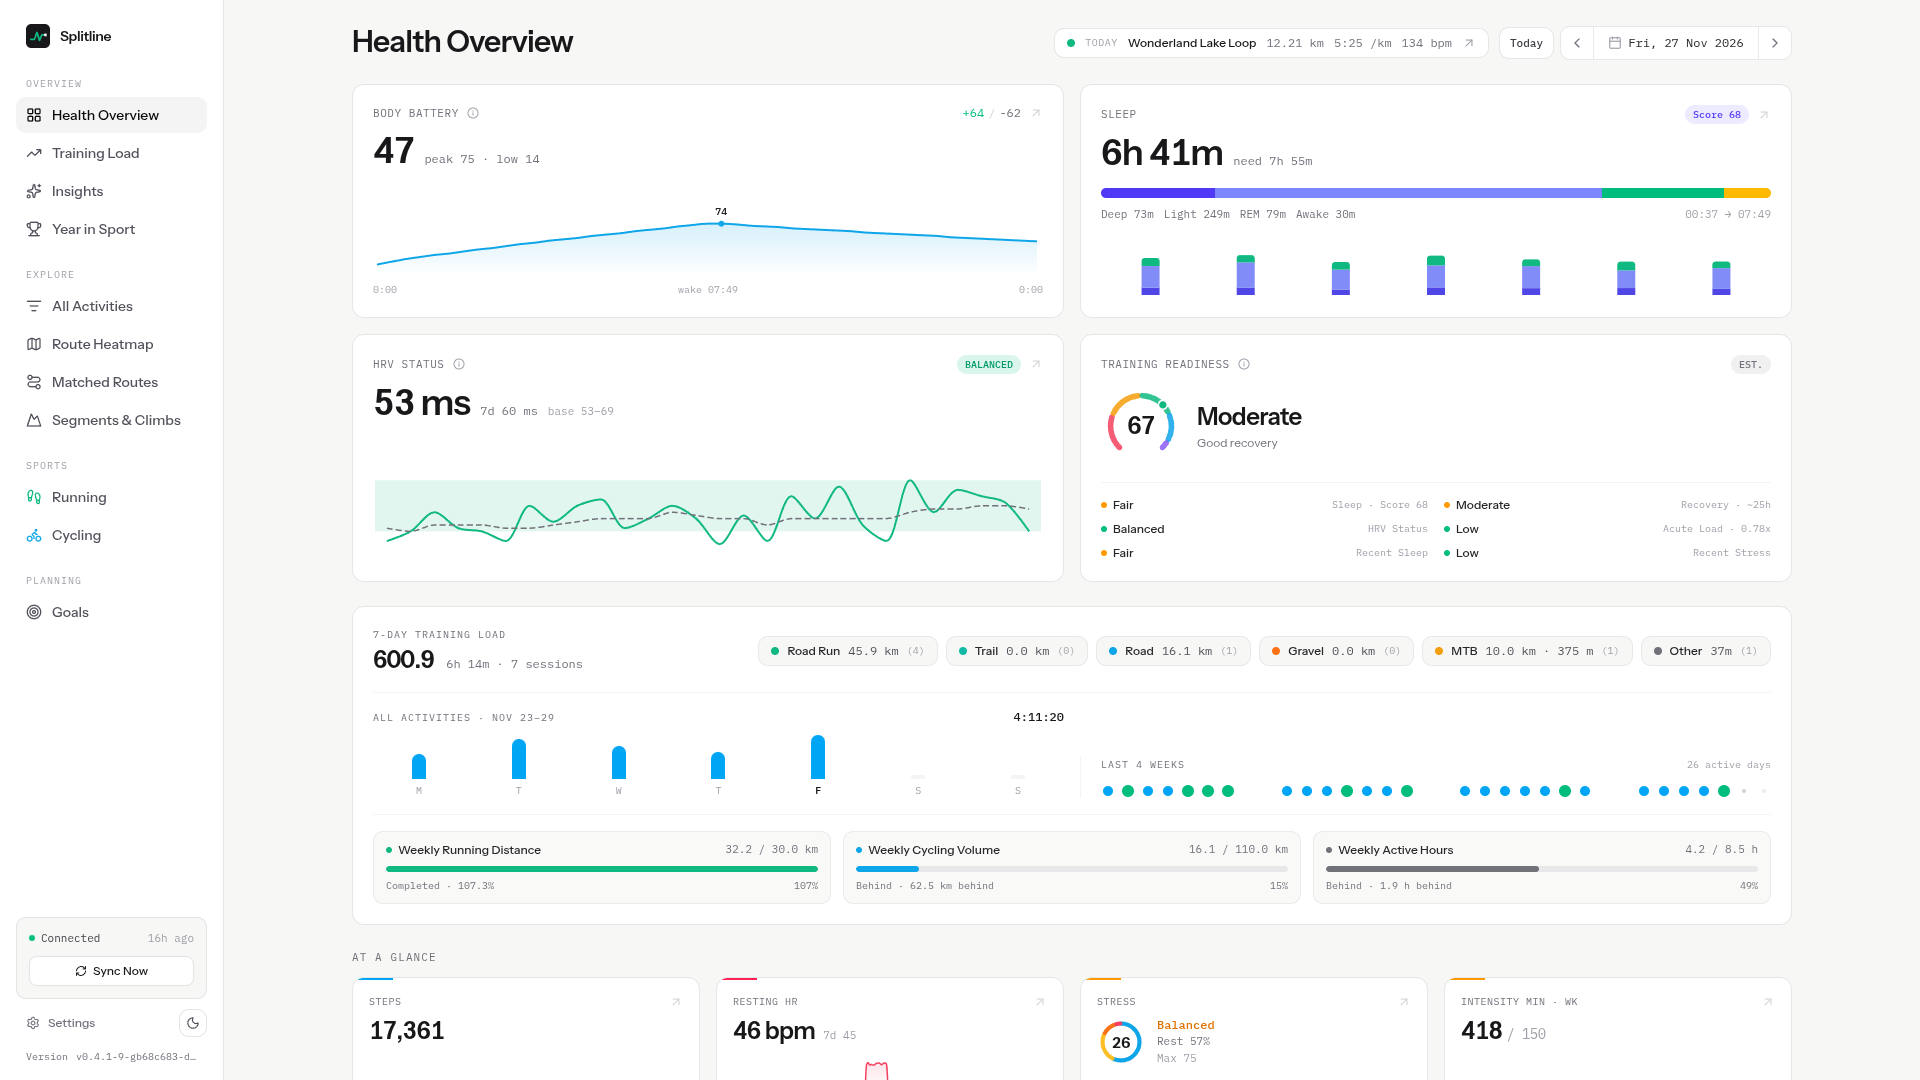 Splitline
OVERVIEW
Health Overview
Training Load
Insights
Year in Sport
EXPLORE
All Activities
Route Heatmap
Matched Routes
Segments & Climbs
SPORTS
Running
Cycling
PLANNING
Goals
Connected 16h ago
Sync Now
Settings
Version v0.4.1-9-gb68c683-d…
Health Overview
TODAY Wonderland Lake Loop 12.21 km 5:25 /km 134 bpm
Today
Fri, 27 Nov 2026
BODY BATTERY +64 / -62
47 peak 75 · low 14
74
0:00 wake 07:49 0:00
SLEEP Score 68
6h 41m need 7h 55m
Deep 73m Light 249m REM 79m Awake 30m 00:37 → 07:49
HRV STATUS BALANCED
53 ms 7d 60 ms base 53–69
TRAINING READINESS EST.
67 Moderate
Good recovery
Fair Sleep · Score 68 Moderate Recovery · ~25h
Balanced HRV Status Low Acute Load · 0.78x
Fair Recent Sleep Low Recent Stress
7-DAY TRAINING LOAD
600.9 6h 14m · 7 sessions
Road Run 45.9 km (4) Trail 0.0 km (0) Road 16.1 km (1) Gravel 0.0 km (0) MTB 10.0 km · 375 m (1) Other 37m (1)
ALL ACTIVITIES · NOV 23–29 4:11:20
M T W T F S S
LAST 4 WEEKS 26 active days
Weekly Running Distance 32.2 / 30.0 km
Completed · 107.3% 107%
Weekly Cycling Volume 16.1 / 110.0 km
Behind · 62.5 km behind 15%
Weekly Active Hours 4.2 / 8.5 h
Behind · 1.9 h behind 49%
AT A GLANCE
STEPS
17,361
RESTING HR
46 bpm 7d 45
STRESS
26
Balanced
Rest 57%
Max 75
INTENSITY MIN · WK
418 / 150